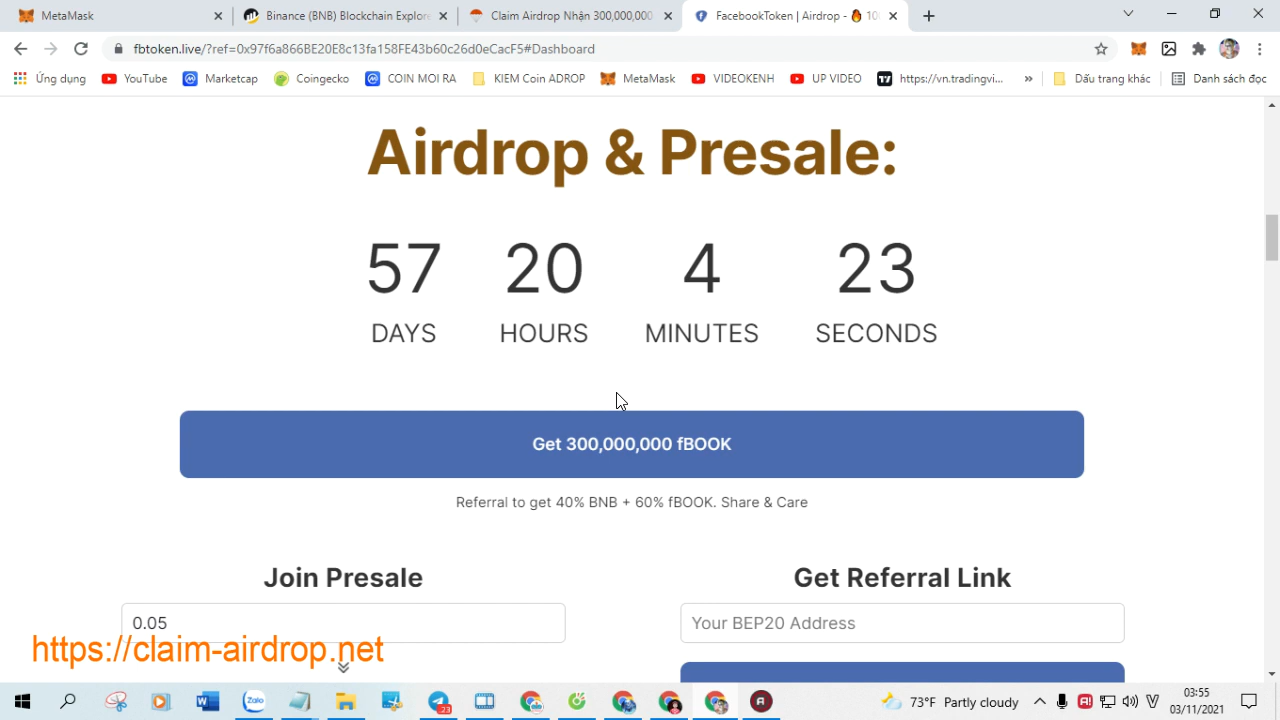 MetaMask
Binance (BNB) Blockchain Explore
Claim Airdrop Nhận 300,000,000
FacebookToken | Airdrop - 🔥 10
fbtoken.live/?ref=0x97f6a866BE20E8c13fa158FE43b60c26d0eCacF5#Dashboard
Ứng dụng
YouTube
Marketcap
Coingecko
COIN MOI RA
KIEM Coin ADROP
MetaMask
VIDEOKENH
UP VIDEO
https://vn.tradingvi...
Dấu trang khác
Danh sách đọc
Airdrop & Presale:
57 20 4 23
DAYS HOURS MINUTES SECONDS
Get 300,000,000 fBOOK
Referral to get 40% BNB + 60% fBOOK. Share & Care
Join Presale
Get Referral Link
0.05
Your BEP20 Address
https://claim-airdrop.net
Zalo
23
73°F Partly cloudy
03:55
03/11/2021